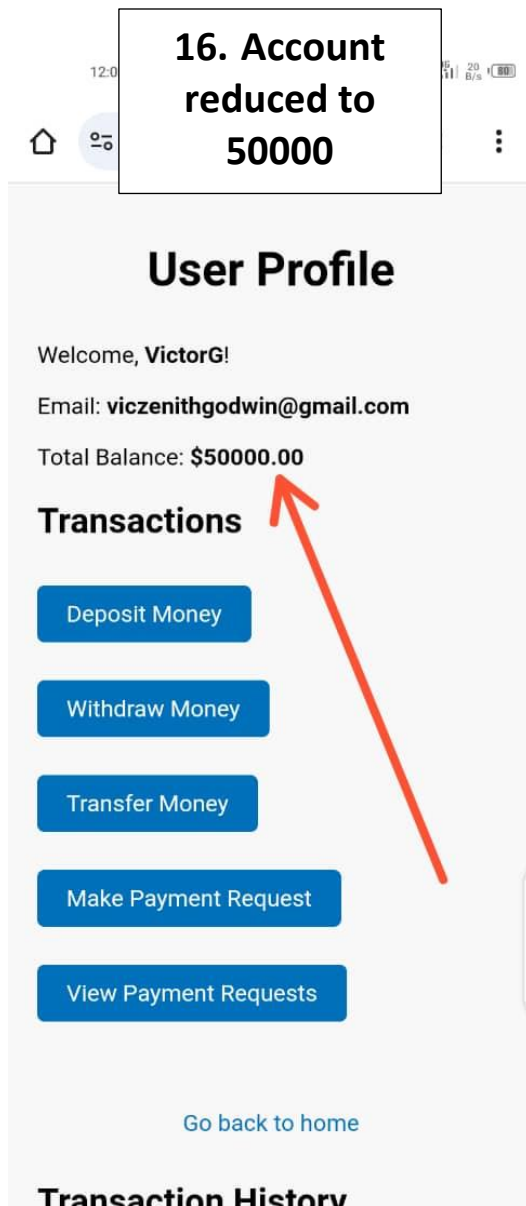 16. Account
reduced to
50000
12:0
20
B/s
80
User Profile
Welcome, VictorG!
Email: viczenithgodwin@gmail.com
Total Balance: $50000.00
Transactions
Deposit Money
Withdraw Money
Transfer Money
Make Payment Request
View Payment Requests
Go back to home
Transaction History